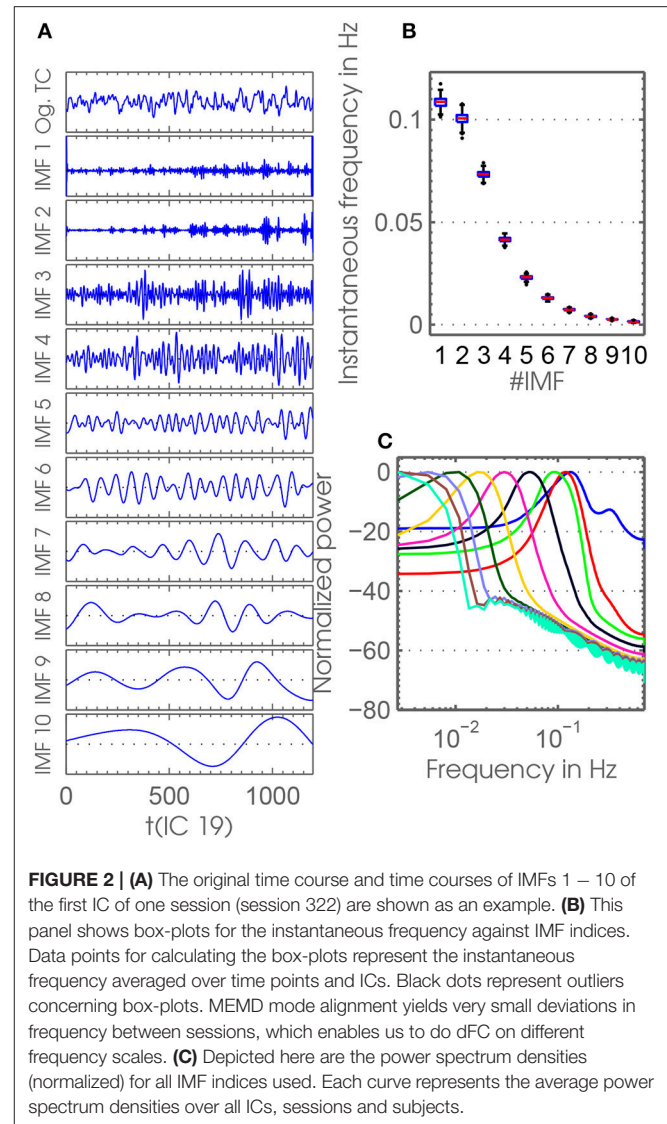 A
Og. TC
IMF 1
IMF 2
IMF 3
IMF 4
IMF 5
IMF 6
IMF 7
IMF 8
IMF 9
IMF 10
0 500 1000
t(IC 19)
B
Instantaneous frequency in Hz
0.1
0.05
0
1 2 3 4 5 6 7 8 9 10
#IMF
C
Normalized power
0
−20
−40
−60
−80
10⁻² 10⁻¹
Frequency in Hz
FIGURE 2 | (A) The original time course and time courses of IMFs 1 – 10 of
the first IC of one session (session 322) are shown as an example. (B) This
panel shows box-plots for the instantaneous frequency against IMF indices.
Data points for calculating the box-plots represent the instantaneous
frequency averaged over time points and ICs. Black dots represent outliers
concerning box-plots. MEMD mode alignment yields very small deviations in
frequency between sessions, which enables us to do dFC on different
frequency scales. (C) Depicted here are the power spectrum densities
(normalized) for all IMF indices used. Each curve represents the average power
spectrum densities over all ICs, sessions and subjects.